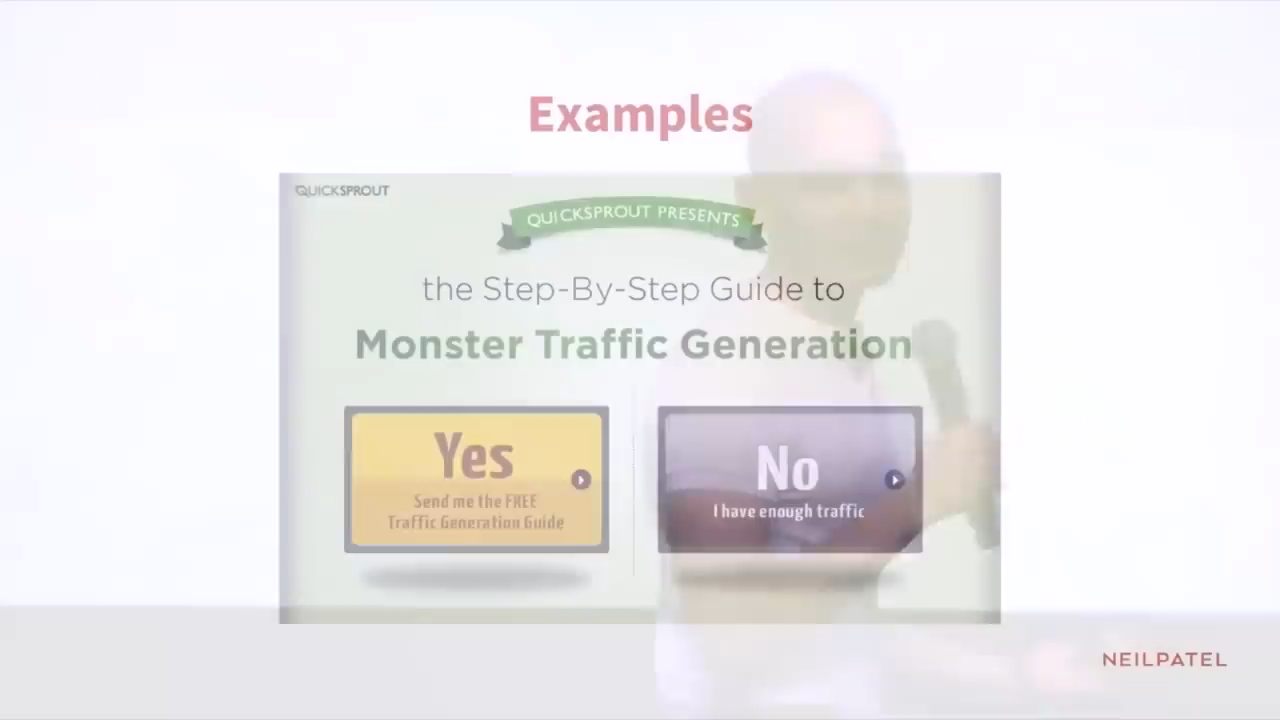 Examples
QUICKSPROUT
QUICKSPROUT PRESENTS
the Step-By-Step Guide to
Monster Traffic Generation
Yes
Send me the FREE
Traffic Generation Guide
No
I have enough traffic
NEILPATEL